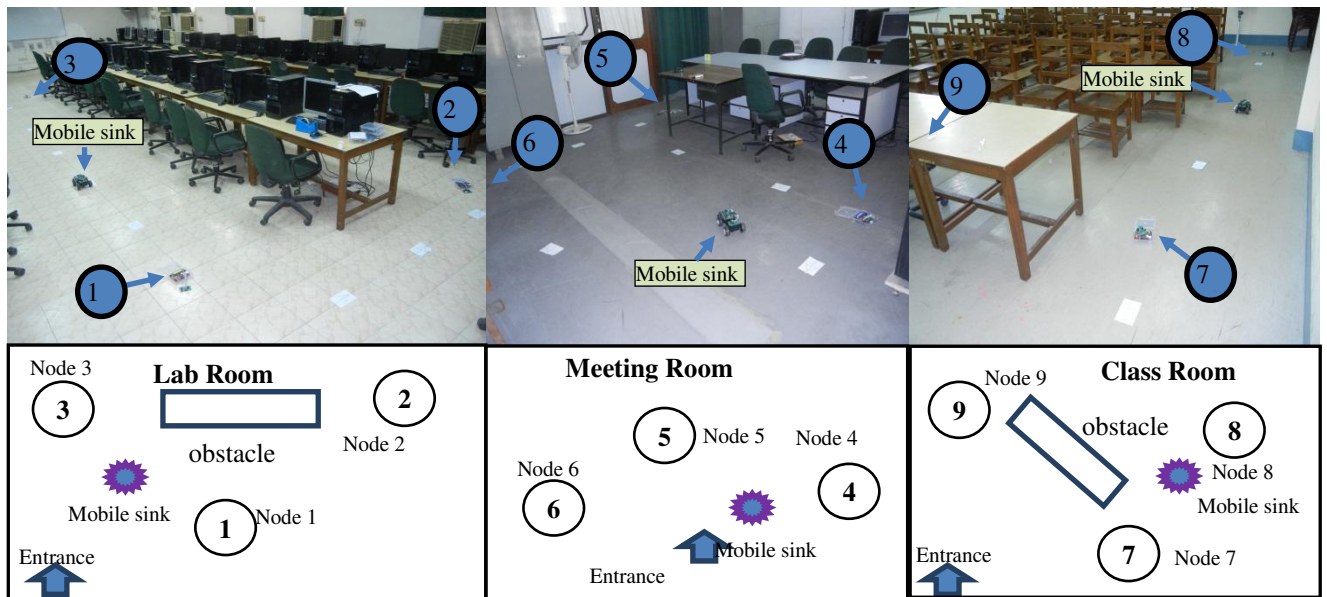 3
Mobile sink
2
1
5
6
4
Mobile sink
8
Mobile sink
9
7
Node 3
Lab Room
3
2
Node 2
obstacle
Mobile sink
1
Node 1
Entrance
Meeting Room
5
Node 5
Node 4
Node 6
6
4
Mobile sink
Entrance
Node 9
Class Room
9
obstacle
8
Node 8
Mobile sink
7
Node 7
Entrance